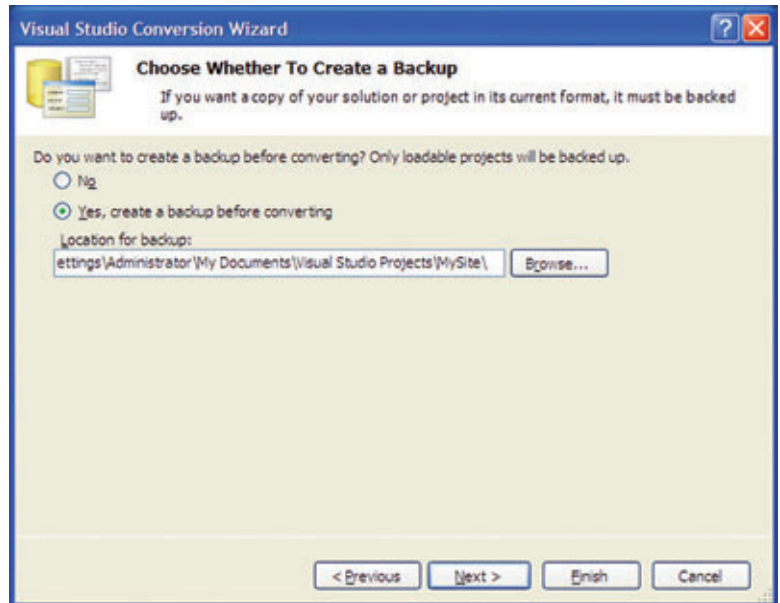 Visual Studio Conversion Wizard
Choose Whether To Create a Backup
If you want a copy of your solution or project in its current format, it must be backed
up.
Do you want to create a backup before converting? Only loadable projects will be backed up.
No
Yes, create a backup before converting
Location for backup:
ettings\Administrator\My Documents\Visual Studio Projects\MySite\
Browse...
< Previous
Next >
Finish
Cancel